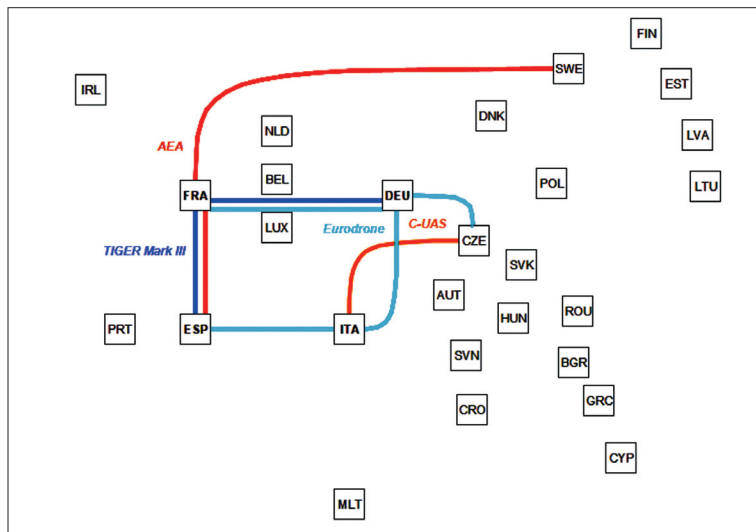 FIN
SWE
IRL
EST
DNK
NLD
LVA
AEA
BEL
POL
LTU
FRA
DEU
LUX
Eurodrone
C-UAS
CZE
TIGER Mark III
SVK
AUT
ROU
HUN
PRT
ESP
ITA
SVN
BGR
GRC
CRO
CYP
MLT